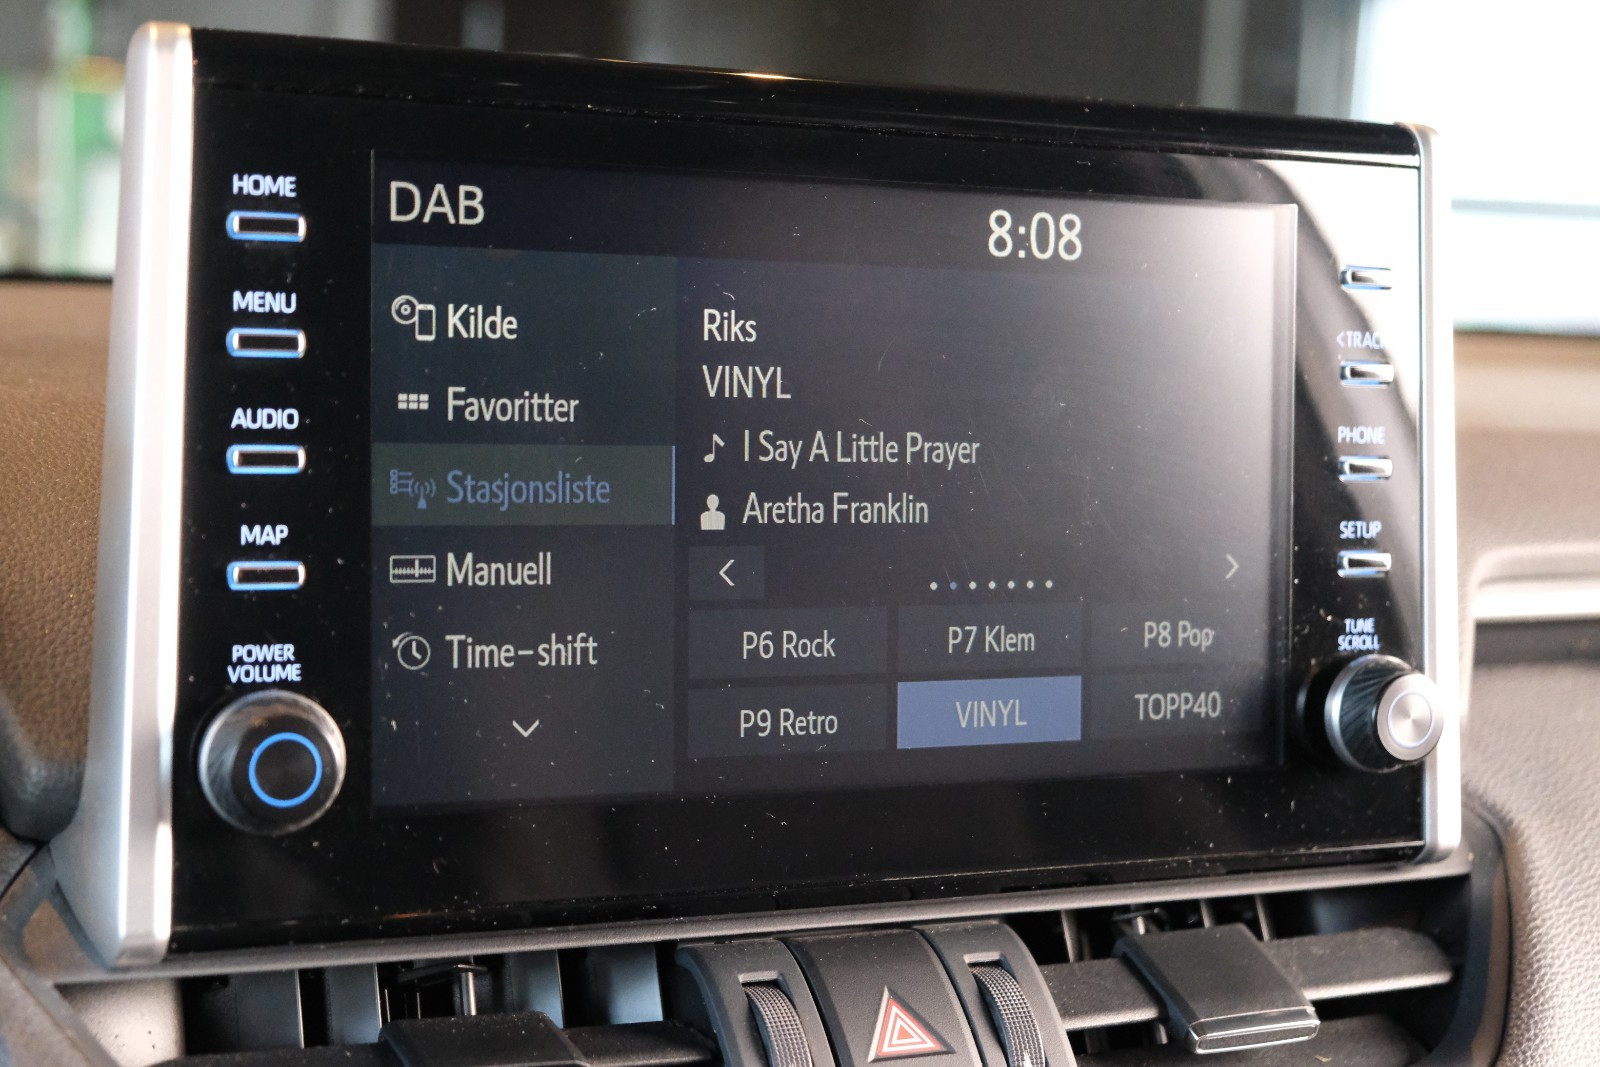 HOME
MENU
AUDIO
MAP
POWER
VOLUME
DAB
8:08
Kilde
Favoritter
Stasjonsliste
Manuell
Time-shift
Riks
VINYL
I Say A Little Prayer
Aretha Franklin
P6 Rock
P7 Klem
P8 Pop
P9 Retro
VINYL
TOPP40
<TRACK
PHONE
SETUP
TUNE
SCROLL